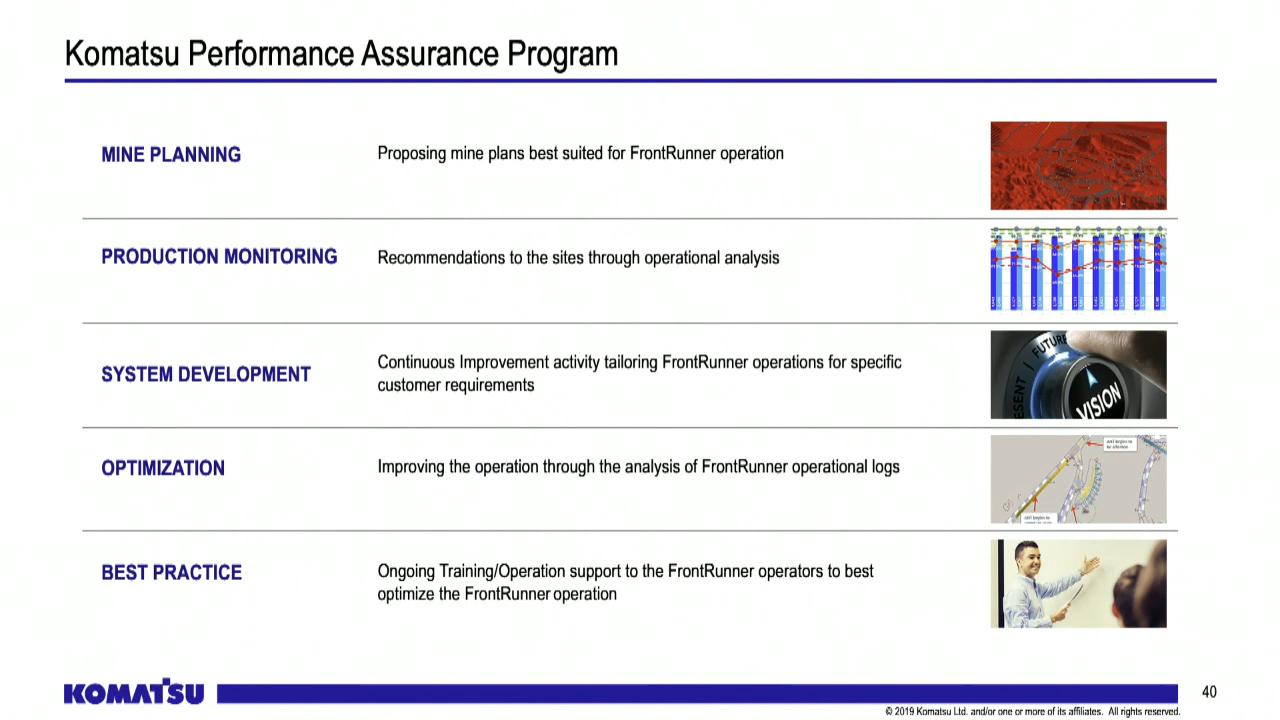 Komatsu Performance Assurance Program
MINE PLANNING
Proposing mine plans best suited for FrontRunner operation
PRODUCTION MONITORING
Recommendations to the sites through operational analysis
SYSTEM DEVELOPMENT
Continuous Improvement activity tailoring FrontRunner operations for specific
customer requirements
FUTURE
VISION
OPTIMIZATION
Improving the operation through the analysis of FrontRunner operational logs
BEST PRACTICE
Ongoing Training/Operation support to the FrontRunner operators to best
optimize the FrontRunner operation
KOMATSU
40
© 2019 Komatsu Ltd. and/or one or more of its affiliates. All rights reserved.